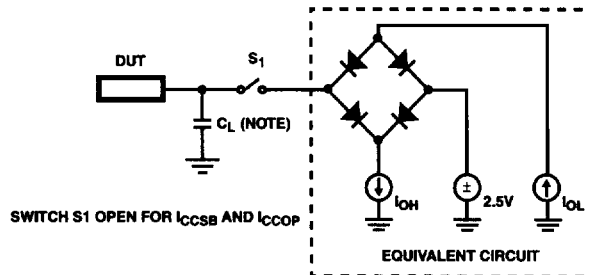 DUT
S1
CL (NOTE)
±
2.5V
IOH
IOL
SWITCH S1 OPEN FOR ICCSB AND ICCOP
EQUIVALENT CIRCUIT